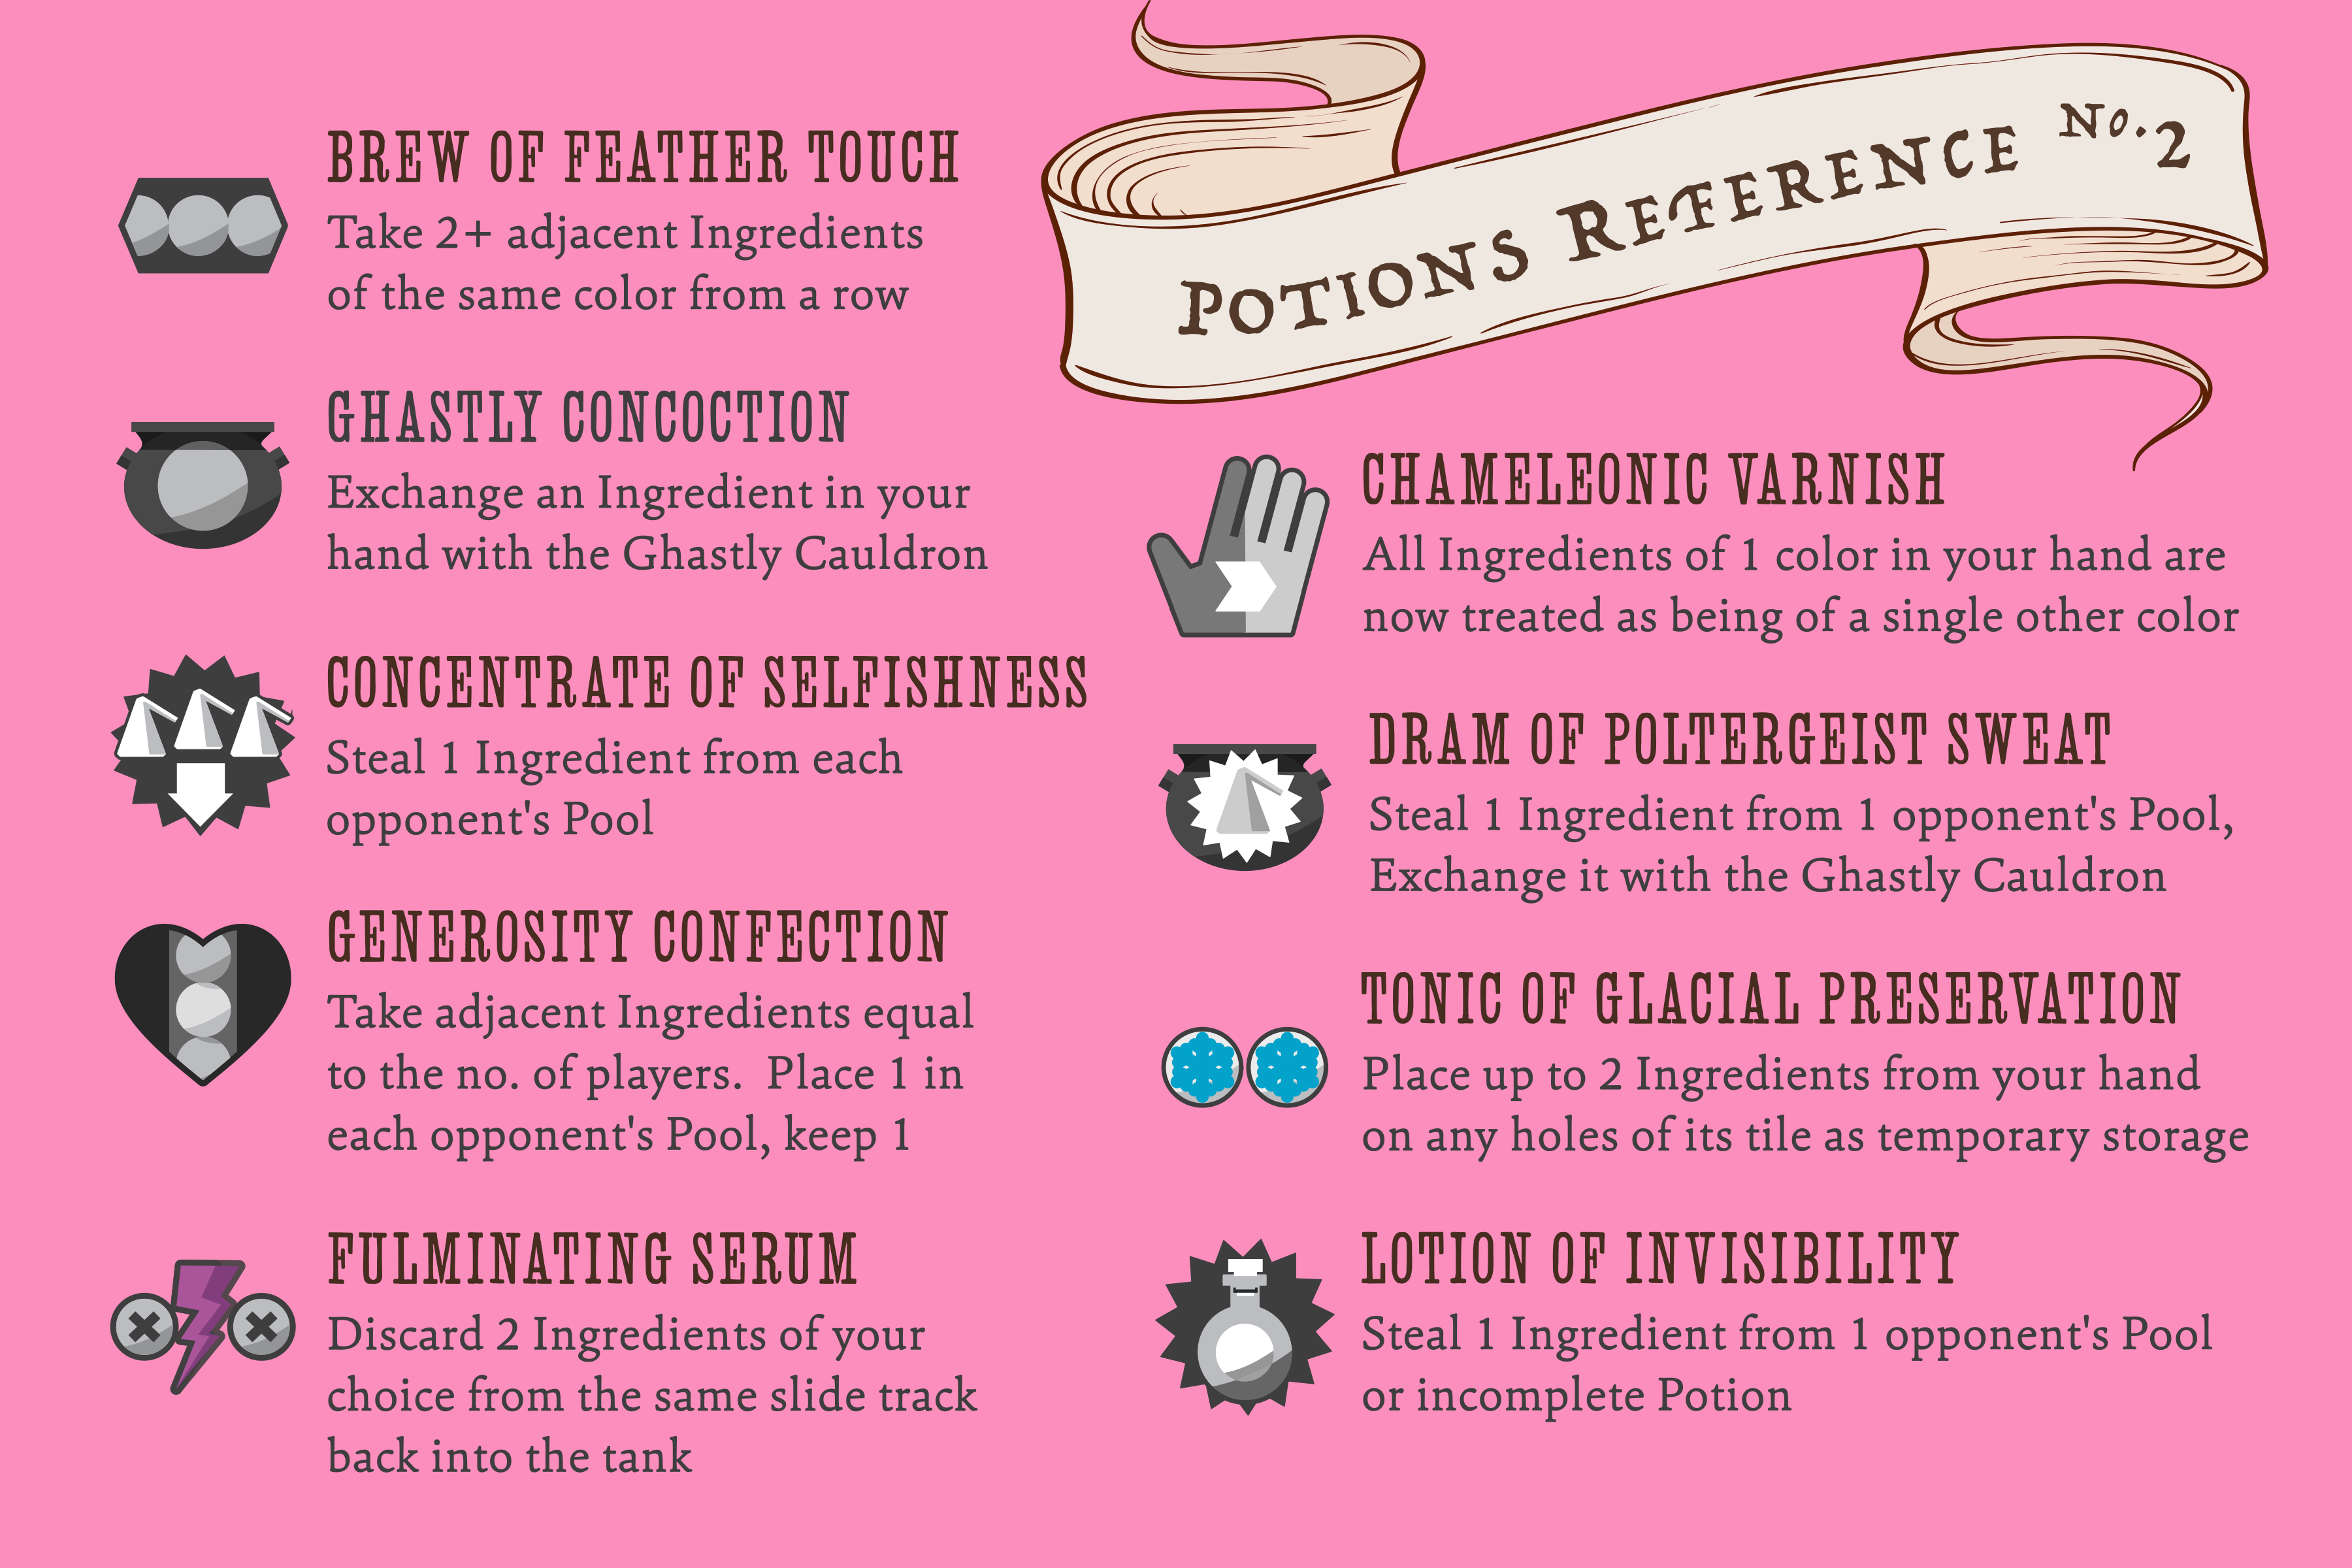 Potions Reference No. 2
BREW OF FEATHER TOUCH
Take 2+ adjacent Ingredients
of the same color from a row
GHASTLY CONCOCTION
Exchange an Ingredient in your
hand with the Ghastly Cauldron
CONCENTRATE OF SELFISHNESS
Steal 1 Ingredient from each
opponent's Pool
GENEROSITY CONFECTION
Take adjacent Ingredients equal
to the no. of players.  Place 1 in
each opponent's Pool, keep 1
FULMINATING SERUM
Discard 2 Ingredients of your
choice from the same slide track
back into the tank
CHAMELEONIC VARNISH
All Ingredients of 1 color in your hand are
now treated as being of a single other color
DRAM OF POLTERGEIST SWEAT
Steal 1 Ingredient from 1 opponent's Pool,
Exchange it with the Ghastly Cauldron
TONIC OF GLACIAL PRESERVATION
Place up to 2 Ingredients from your hand
on any holes of its tile as temporary storage
LOTION OF INVISIBILITY
Steal 1 Ingredient from 1 opponent's Pool
or incomplete Potion